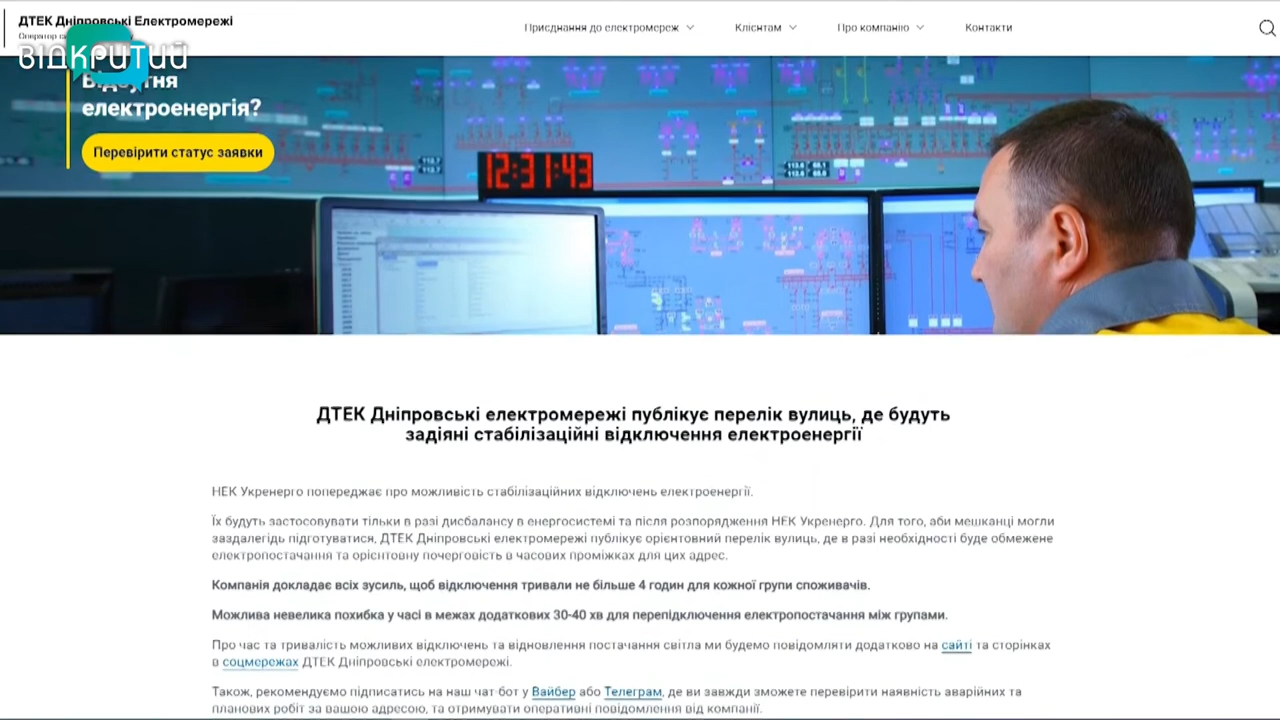 ДТЕК Дніпровські Електромережі
Приєднання до електромереж
Клієнтам
Про компанію
Контакти
ВІДКРИТИЙ
Відсутня
електроенергія?
Перевірити статус заявки
12:31:43
ДТЕК Дніпровські електромережі публікує перелік вулиць, де будуть
задіяні стабілізаційні відключення електроенергії
НЕК Укренерго попереджає про можливість стабілізаційних відключень електроенергії.
Їх будуть застосовувати тільки в разі дисбалансу в енергосистемі та після розпорядження НЕК Укренерго. Для того, аби мешканці могли
заздалегідь підготуватися, ДТЕК Дніпровські електромережі публікує орієнтовний перелік вулиць, де в разі необхідності буде обмежене
електропостачання та орієнтовну почерговість в часових проміжках для цих адрес.
Компанія докладає всіх зусиль, щоб відключення тривали не більше 4 годин для кожної групи споживачів.
Можлива невелика похибка у часі в межах додаткових 30-40 хв для перепідключення електропостачання між групами.
Про час та тривалість можливих відключень та відновлення постачання світла ми будемо повідомляти додатково на сайті та сторінках
в соцмережах ДТЕК Дніпровські електромережі.
Також, рекомендуємо підписатись на наш чат-бот у Вайбер або Телеграм, де ви завжди зможете перевірити наявність аварійних та
планових робіт за вашою адресою, та отримувати оперативні повідомлення від компанії.